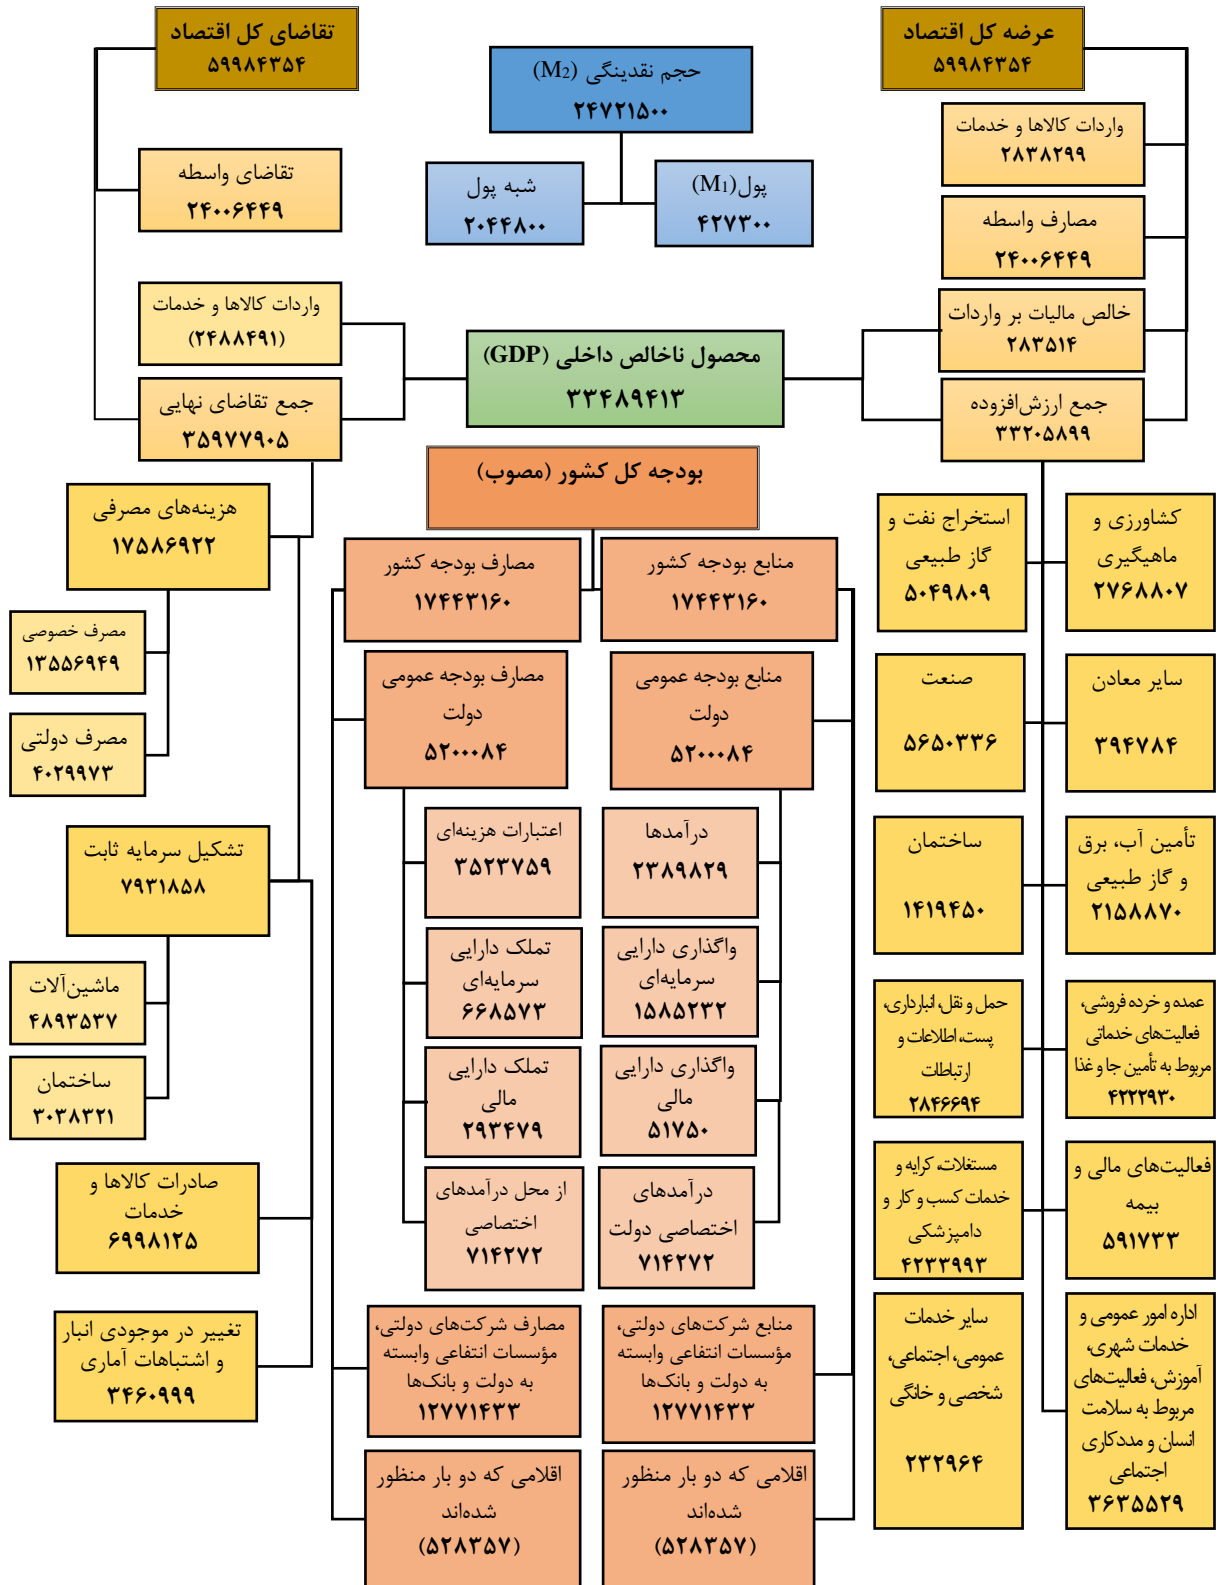 عرضه کل اقتصاد
۵۹۹۸۴۳۵۴
تقاضای کل اقتصاد
۵۹۹۸۴۳۵۴
حجم نقدینگی (M2)
۲۴۷۲۱۵۰۰
پول(M1)
۴۲۷۳۰۰
شبه پول
۲۰۴۴۸۰۰
واردات کالاها و خدمات
۲۸۳۸۲۹۹
مصارف واسطه
۲۴۰۰۶۴۴۹
خالص مالیات بر واردات
۲۸۳۵۱۴
جمع ارزش‌افزوده
۳۳۲۰۵۸۹۹
تقاضای واسطه
۲۴۰۰۶۴۴۹
واردات کالاها و خدمات
(۲۴۸۸۴۹۱)
جمع تقاضای نهایی
۳۵۹۷۷۹۰۵
محصول ناخالص داخلی (GDP)
۳۳۴۸۹۴۱۳
کشاورزی و
ماهیگیری
۲۷۶۸۸۰۷
استخراج نفت و
گاز طبیعی
۵۰۴۹۸۰۹
سایر معادن
۳۹۴۷۸۴
صنعت
۵۶۵۰۳۳۶
تأمین آب، برق
و گاز طبیعی
۲۱۵۸۸۷۰
ساختمان
۱۴۱۹۴۵۰
عمده و خرده فروشی،
فعالیت‌های خدماتی
مربوط به تأمین جا و غذا
۴۲۲۲۹۳۰
حمل و نقل، انبارداری،
پست، اطلاعات و
ارتباطات
۲۸۴۶۶۹۴
فعالیت‌های مالی و
بیمه
۵۹۱۷۳۳
مستغلات، کرایه و
خدمات کسب و کار و
دامپزشکی
۴۲۳۳۹۹۳
اداره امور عمومی و
خدمات شهری،
آموزش، فعالیت‌های
مربوط به سلامت
انسان و مددکاری
اجتماعی
۳۶۳۵۵۲۹
سایر خدمات
عمومی، اجتماعی،
شخصی و خانگی
۲۳۲۹۶۴
بودجه کل کشور (مصوب)
منابع بودجه کشور
۱۷۴۴۳۱۶۰
مصارف بودجه کشور
۱۷۴۴۳۱۶۰
منابع بودجه عمومی
دولت
۵۲۰۰۰۸۴
مصارف بودجه عمومی
دولت
۵۲۰۰۰۸۴
درآمدها
۲۳۸۹۸۲۹
اعتبارات هزینه‌ای
۳۵۲۳۷۵۹
واگذاری دارایی
سرمایه‌ای
۱۵۸۵۲۳۲
تملک دارایی
سرمایه‌ای
۶۶۸۵۷۳
واگذاری دارایی
مالی
۵۱۷۵۰
تملک دارایی
مالی
۲۹۳۴۷۹
درآمدهای
اختصاصی دولت
۷۱۴۲۷۲
از محل درآمدهای
اختصاصی
۷۱۴۲۷۲
منابع شرکت‌های دولتی،
مؤسسات انتفاعی وابسته
به دولت و بانک‌ها
۱۲۷۷۱۴۳۳
مصارف شرکت‌های دولتی،
مؤسسات انتفاعی وابسته
به دولت و بانک‌ها
۱۲۷۷۱۴۳۳
اقلامی که دو بار منظور
شده‌اند
(۵۲۸۳۵۷)
اقلامی که دو بار منظور
شده‌اند
(۵۲۸۳۵۷)
هزینه‌های مصرفی
۱۷۵۸۶۹۲۲
مصرف خصوصی
۱۳۵۵۶۹۴۹
مصرف دولتی
۴۰۲۹۹۷۳
تشکیل سرمایه ثابت
۷۹۳۱۸۵۸
ماشین‌آلات
۴۸۹۳۵۳۷
ساختمان
۳۰۳۸۳۲۱
صادرات کالاها و
خدمات
۶۹۹۸۱۲۵
تغییر در موجودی انبار
و اشتباهات آماری
۳۴۶۰۹۹۹